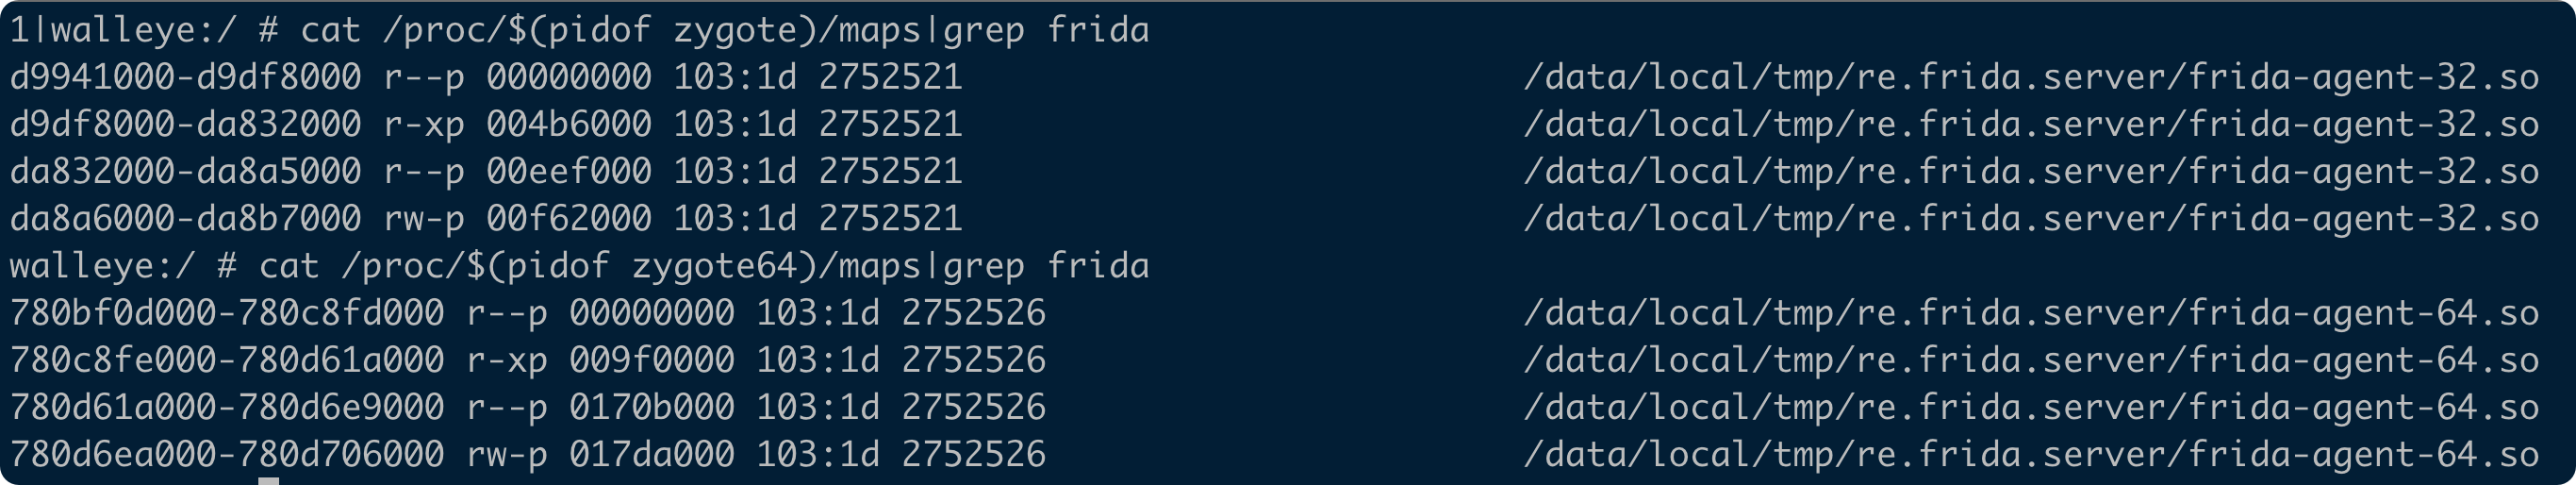 1|walleye:/ # cat /proc/$(pidof zygote)/maps|grep frida
d9941000-d9df8000 r--p 00000000 103:1d 2752521                           /data/local/tmp/re.frida.server/frida-agent-32.so
d9df8000-da832000 r-xp 004b6000 103:1d 2752521                           /data/local/tmp/re.frida.server/frida-agent-32.so
da832000-da8a5000 r--p 00eef000 103:1d 2752521                           /data/local/tmp/re.frida.server/frida-agent-32.so
da8a6000-da8b7000 rw-p 00f62000 103:1d 2752521                           /data/local/tmp/re.frida.server/frida-agent-32.so
walleye:/ # cat /proc/$(pidof zygote64)/maps|grep frida
780bf0d000-780c8fd000 r--p 00000000 103:1d 2752526                       /data/local/tmp/re.frida.server/frida-agent-64.so
780c8fe000-780d61a000 r-xp 009f0000 103:1d 2752526                       /data/local/tmp/re.frida.server/frida-agent-64.so
780d61a000-780d6e9000 r--p 0170b000 103:1d 2752526                       /data/local/tmp/re.frida.server/frida-agent-64.so
780d6ea000-780d706000 rw-p 017da000 103:1d 2752526                       /data/local/tmp/re.frida.server/frida-agent-64.so